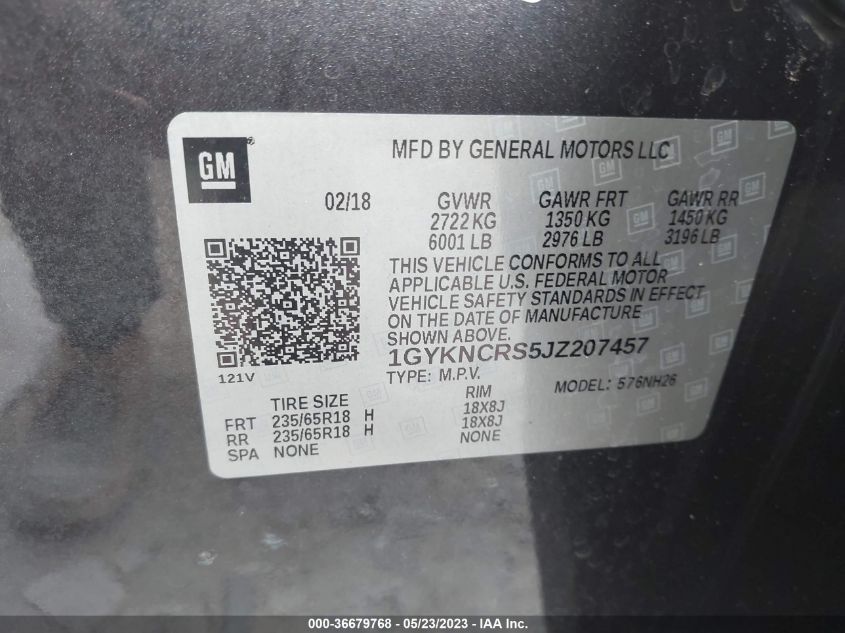 GM
MFD BY GENERAL MOTORS LLC
02/18
GVWR
2722 KG
6001 LB
GAWR FRT
1350 KG
2976 LB
GAWR RR
1450 KG
3196 LB
THIS VEHICLE CONFORMS TO ALL
APPLICABLE U.S. FEDERAL MOTOR
VEHICLE SAFETY STANDARDS IN EFFECT
ON THE DATE OF MANUFACTURE
SHOWN ABOVE.
1GYKNCRS5JZ207457
TYPE: M.P.V.
MODEL: 576NH26
121V
TIRE SIZE
RIM
FRT 235/65R18 H 18X8J
RR 235/65R18 H 18X8J
SPA NONE NONE
000-36679768 - 05/23/2023 - IAA Inc.